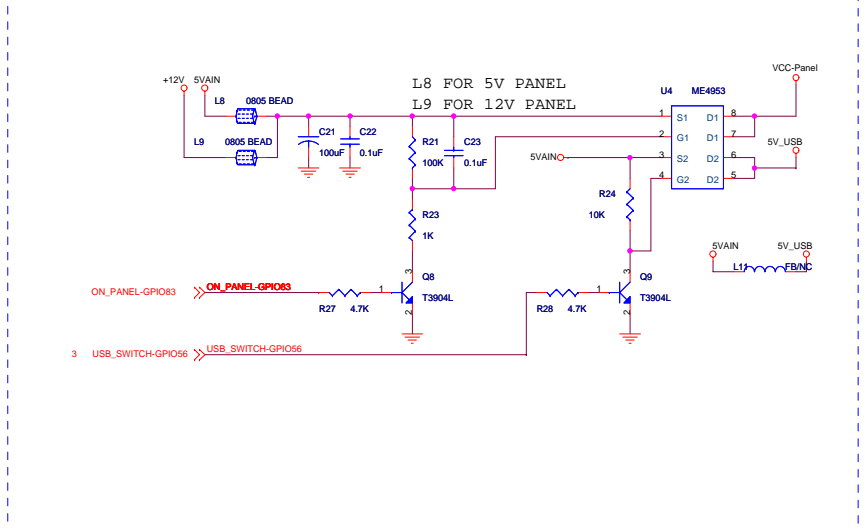 L8 FOR 5V PANEL
L9 FOR 12V PANEL
+12V
5VAIN
L8
0805 BEAD
L9
0805 BEAD
C21
100uF
C22
0.1uF
R21
100K
C23
0.1uF
R23
1K
U4
ME4953
VCC-Panel
1
S1
D1
8
2
G1
D1
7
3
S2
D2
6
4
G2
D2
5
5V_USB
5VAIN
R24
10K
5VAIN
5V_USB
L11
FB/NC
ON_PANEL-GPIO83
ON_PANEL-GPIO83
R27
4.7K
1
3
2
Q8
T3904L
R28
4.7K
1
3
2
Q9
T3904L
3
USB_SWITCH-GPIO56
USB_SWITCH-GPIO56